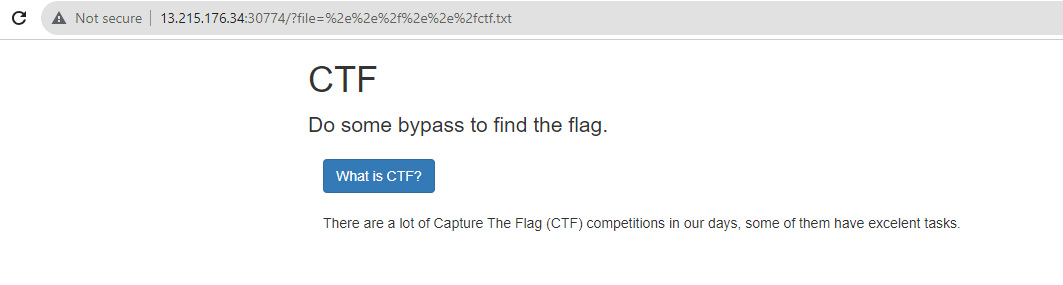 Not secure 13.215.176.34:30774/?file=%2e%2e%2f%2e%2e%2fctf.txt
CTF
Do some bypass to find the flag.
What is CTF?
There are a lot of Capture The Flag (CTF) competitions in our days, some of them have excelent tasks.